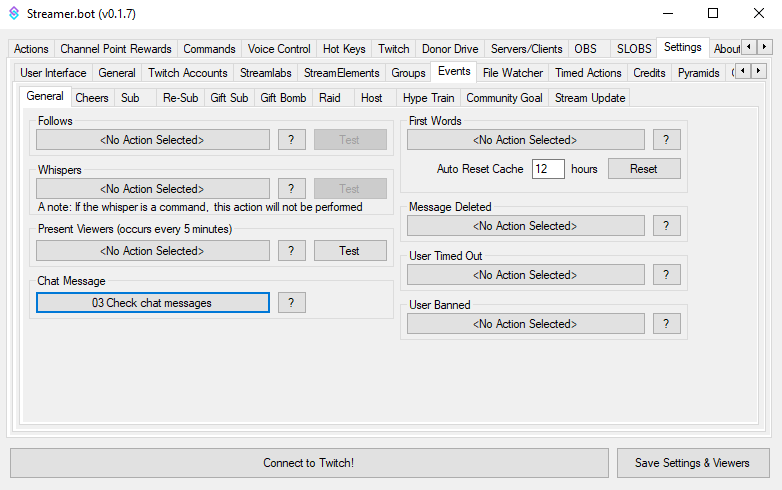 Streamer.bot (v0.1.7)
Actions Channel Point Rewards Commands Voice Control Hot Keys Twitch Donor Drive Servers/Clients OBS SLOBS Settings About
User Interface General Twitch Accounts Streamlabs StreamElements Groups Events File Watcher Timed Actions Credits Pyramids
General Cheers Sub Re-Sub Gift Sub Gift Bomb Raid Host Hype Train Community Goal Stream Update
Follows
<No Action Selected> ? Test
Whispers
<No Action Selected> ? Test
A note: If the whisper is a command, this action will not be performed
Present Viewers (occurs every 5 minutes)
<No Action Selected> ? Test
Chat Message
03 Check chat messages ?
First Words
<No Action Selected> ?
Auto Reset Cache 12 hours Reset
Message Deleted
<No Action Selected> ?
User Timed Out
<No Action Selected> ?
User Banned
<No Action Selected> ?
Connect to Twitch! Save Settings & Viewers